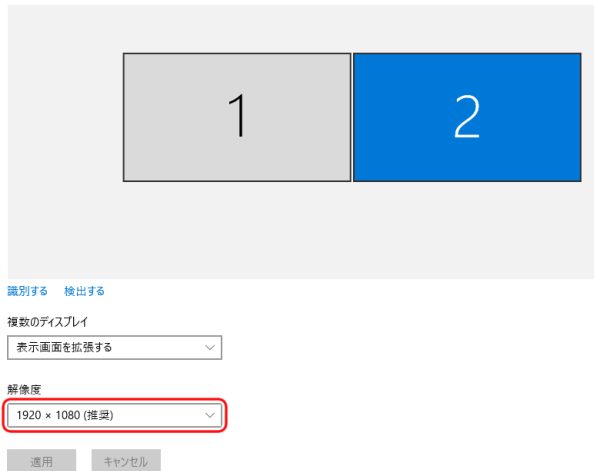 1 2
識別する 検出する
複数のディスプレイ
表示画面を拡張する
解像度
1920 × 1080 (推奨)
適用 キャンセル